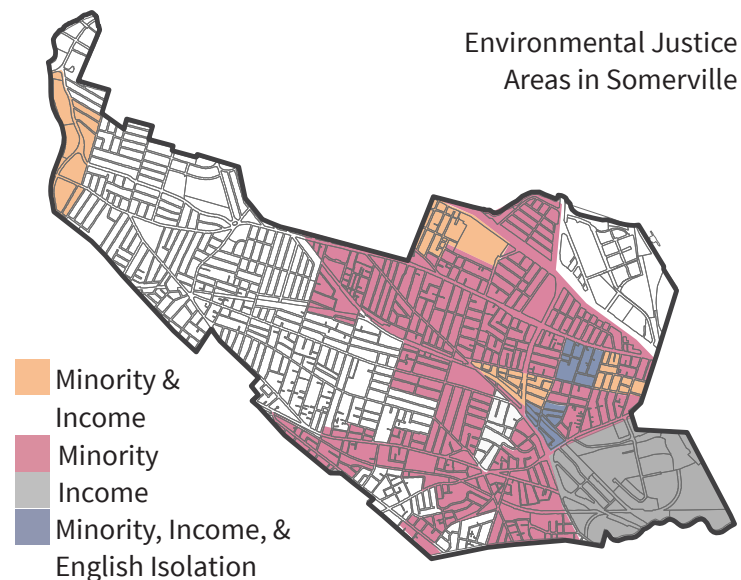 Environmental Justice
Areas in Somerville
Minority &
Income
Minority
Income
Minority, Income, &
English Isolation